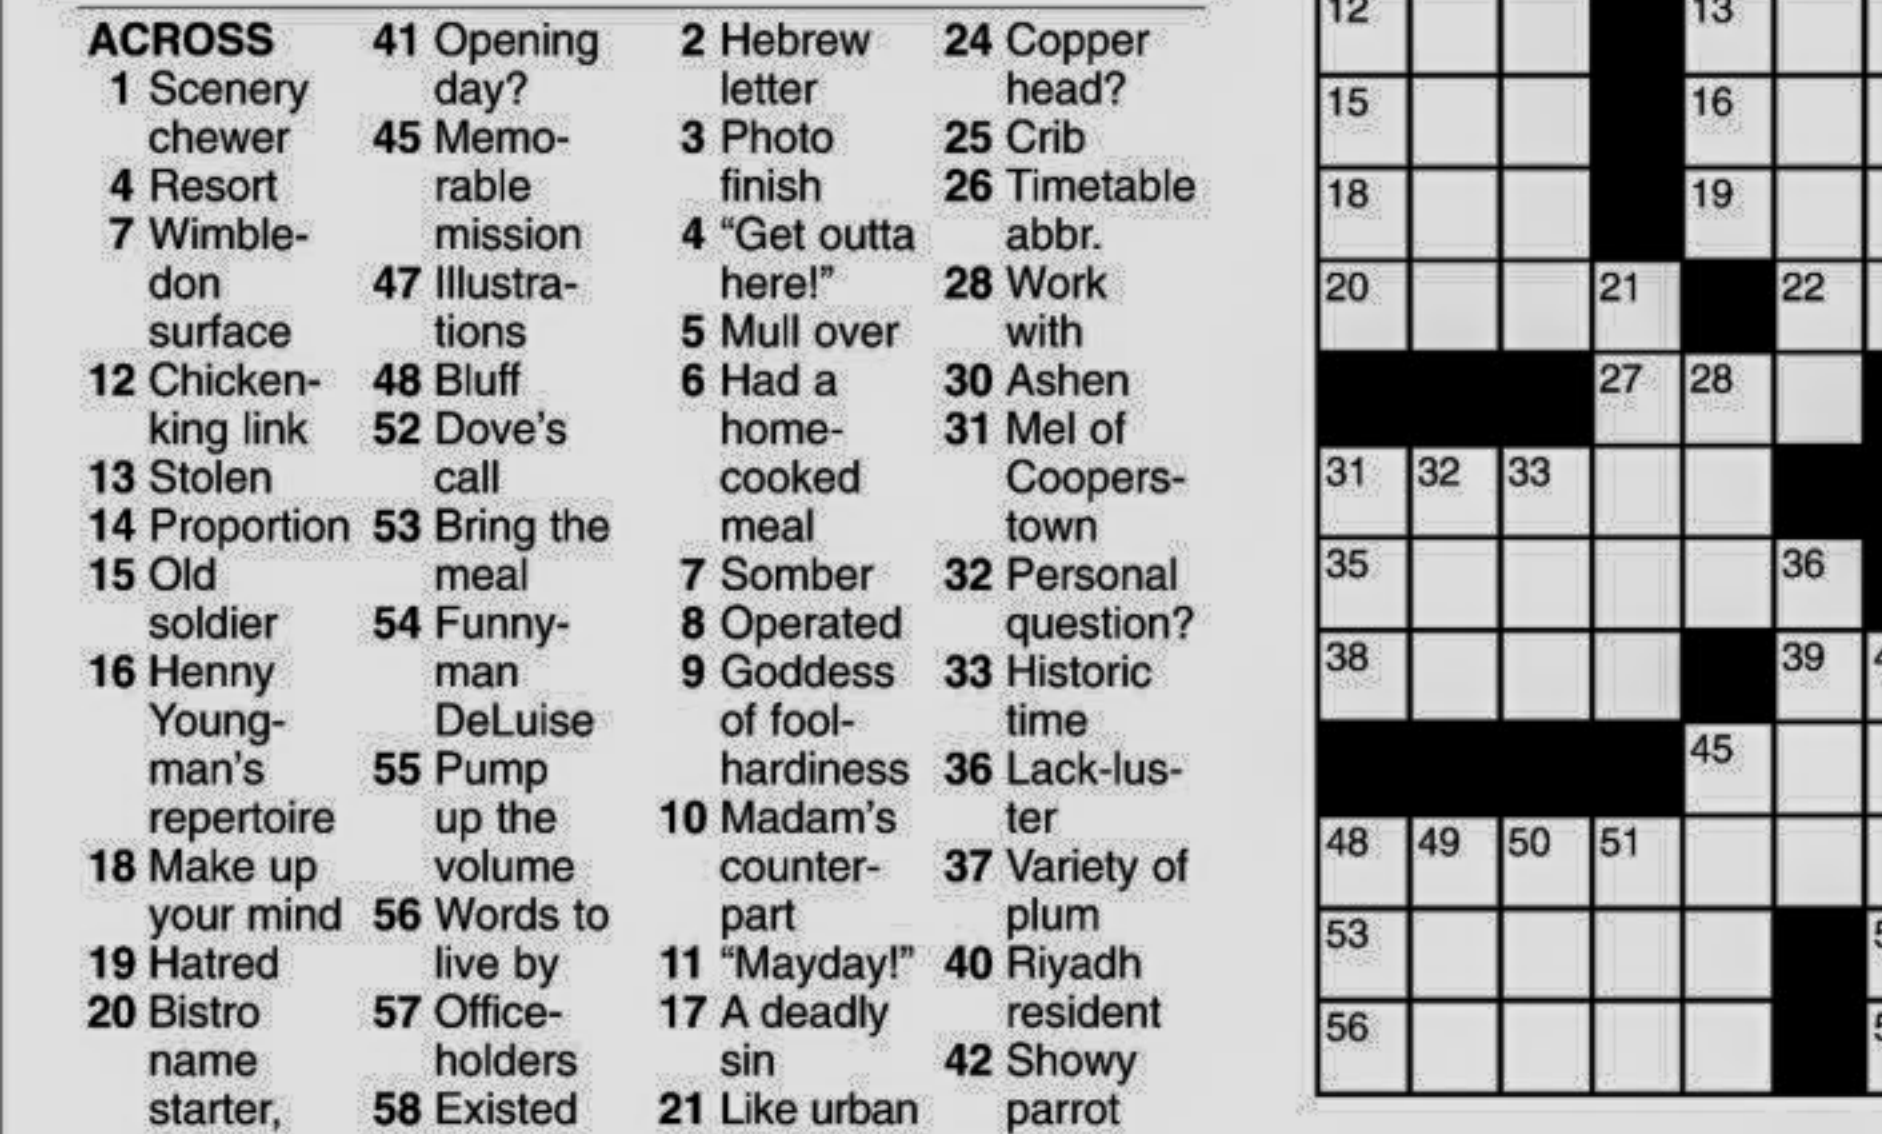 ACROSS
1 Scenery
chewer
4 Resort
7 Wimble-
don
surface
12 Chicken-
king link
13 Stolen
14 Proportion
15 Old
soldier
16 Henny
Young-
man's
repertoire
18 Make up
your mind
19 Hatred
20 Bistro
name
starter,
41 Opening
day?
45 Memo-
rable
mission
47 Illustra-
tions
48 Bluff
52 Dove's
call
53 Bring the
meal
54 Funny-
man
DeLuise
55 Pump
up the
volume
56 Words to
live by
57 Office-
holders
58 Existed
2 Hebrew
letter
3 Photo
finish
4 “Get outta
here!”
5 Mull over
6 Had a
home-
cooked
meal
7 Somber
8 Operated
9 Goddess
of fool-
hardiness
10 Madam's
counter-
part
11 “Mayday!”
17 A deadly
sin
21 Like urban
24 Copper
head?
25 Crib
26 Timetable
abbr.
28 Work
with
30 Ashen
31 Mel of
Coopers-
town
32 Personal
question?
33 Historic
time
36 Lack-lus-
ter
37 Variety of
plum
40 Riyadh
resident
42 Showy
parrot
12 13
15 16
18 19
20 21 22
27 28
31 32 33
35 36
38 39
45
48 49 50 51
53
56